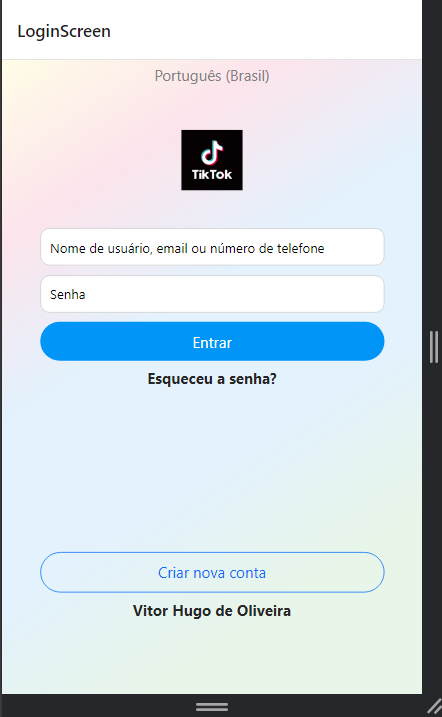 LoginScreen
Português (Brasil)
TikTok
Nome de usuário, email ou número de telefone
Senha
Entrar
Esqueceu a senha?
Criar nova conta
Vitor Hugo de Oliveira